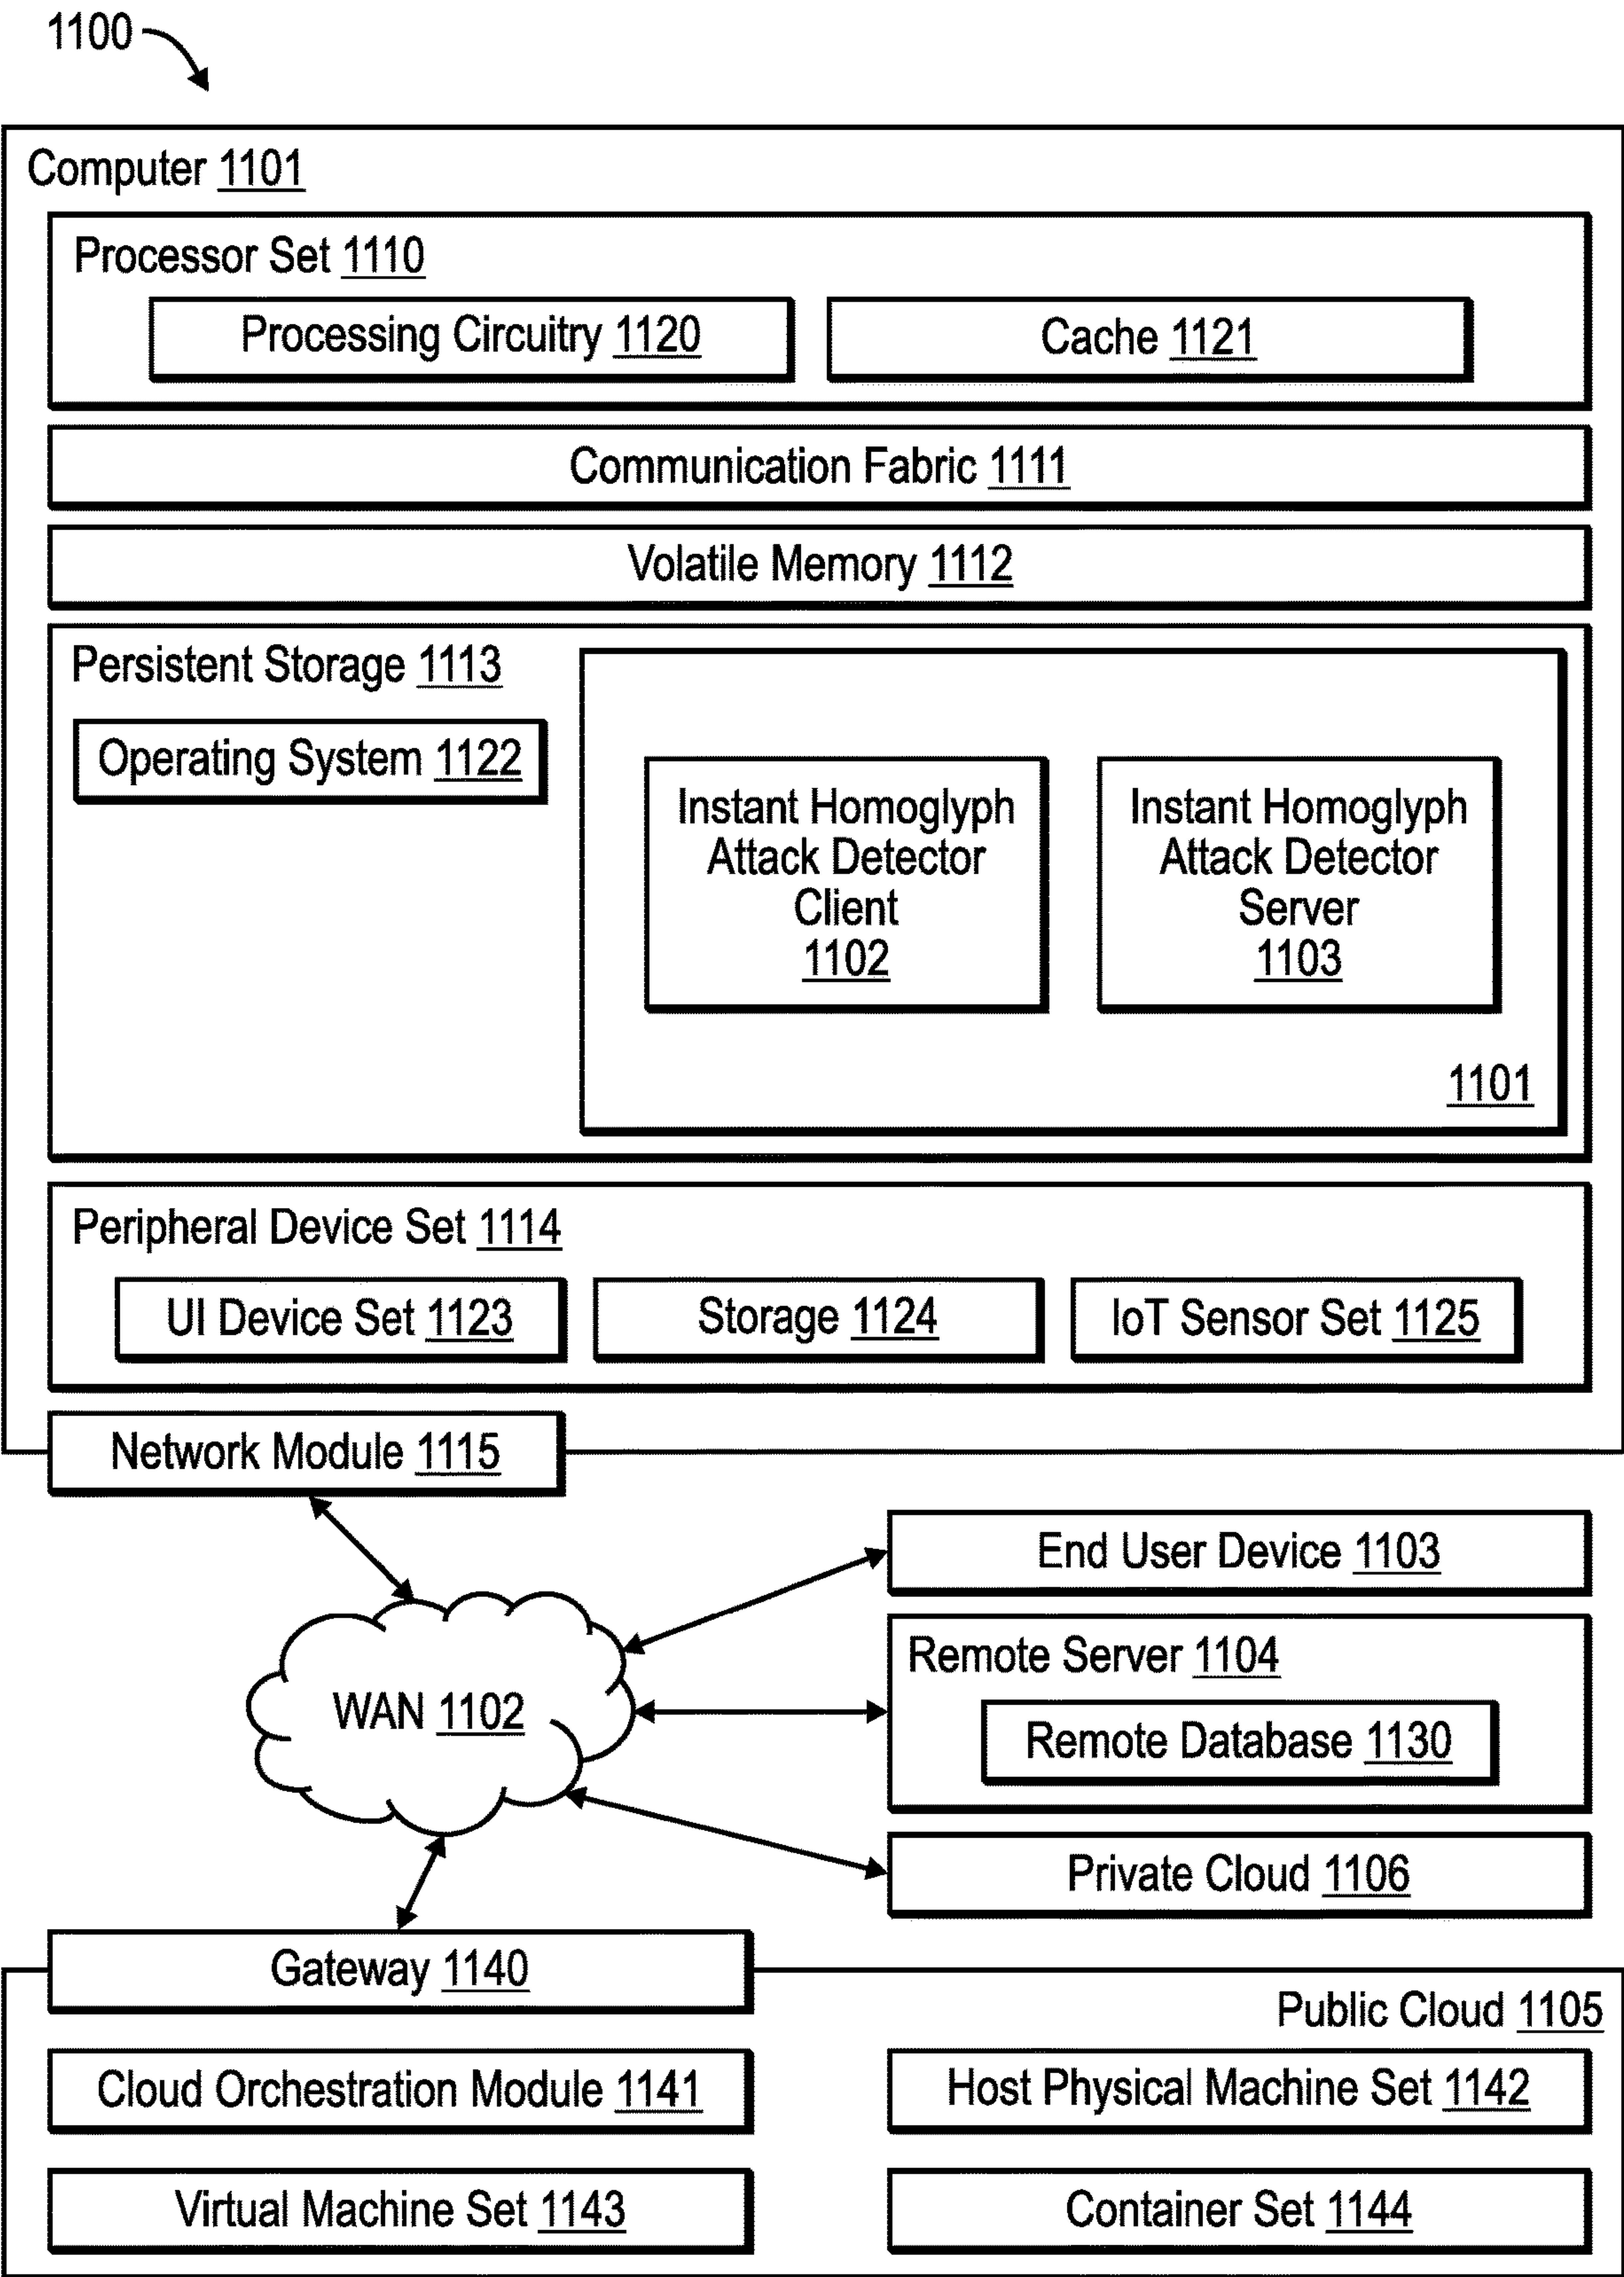 1100
Computer 1101
Processor Set 1110
Processing Circuitry 1120
Cache 1121
Communication Fabric 1111
Volatile Memory 1112
Persistent Storage 1113
Operating System 1122
Instant Homoglyph
Attack Detector
Client
1102
Instant Homoglyph
Attack Detector
Server
1103
1101
Peripheral Device Set 1114
UI Device Set 1123
Storage 1124
IoT Sensor Set 1125
Network Module 1115
End User Device 1103
Remote Server 1104
WAN 1102
Remote Database 1130
Private Cloud 1106
Gateway 1140
Public Cloud 1105
Cloud Orchestration Module 1141
Host Physical Machine Set 1142
Virtual Machine Set 1143
Container Set 1144